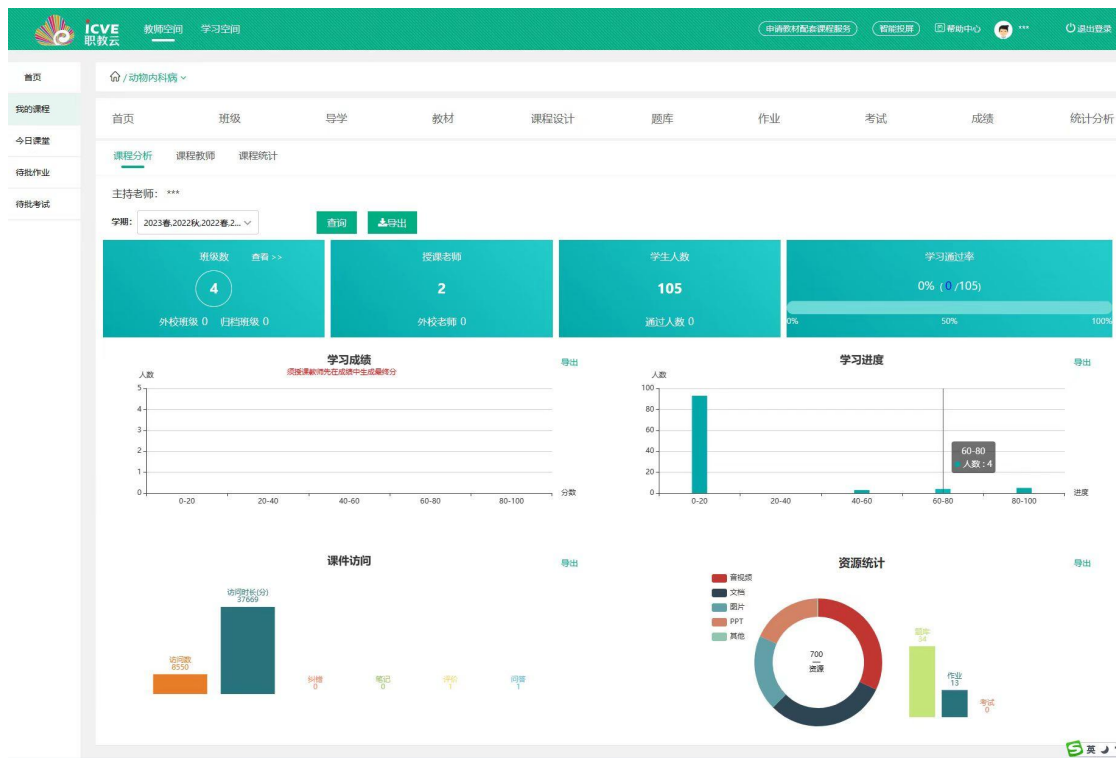 iCVE 职教云 教师空间 学习空间 申请教材配套课程服务 智能投屏 帮助中心 *** 退出登录
首页
我的课程
今日课堂
待批作业
待批考试
/ 动物内科病
首页 班级 导学 教材 课程设计 题库 作业 考试 成绩 统计分析
课程分析 课程教师 课程统计
主持老师： ***
学期： 2023春,2022秋,2022春,2... 查询 导出
班级数 查看 >>
4
外校班级 0 归档班级 0
授课老师
2
外校老师 0
学生人数
105
通过人数 0
学习通过率
0% ( 0 /105)
0% 50% 100%
学习成绩 导出
须授课教师先在成绩中生成最终分
人数
5
4
3
2
1
0
0-20 20-40 40-60 60-80 80-100 分数
学习进度 导出
人数
100
80
60
40
20
0
60-80
人数 : 4
0-20 20-40 40-60 60-80 80-100 进度
课件访问 导出
访问数
8550
访问时长(分)
37669
纠错
0
笔记
0
评价
1
问答
1
资源统计 导出
音视频
文档
图片
PPT
其他
700
资源
题库
作业
13
考试
0
英